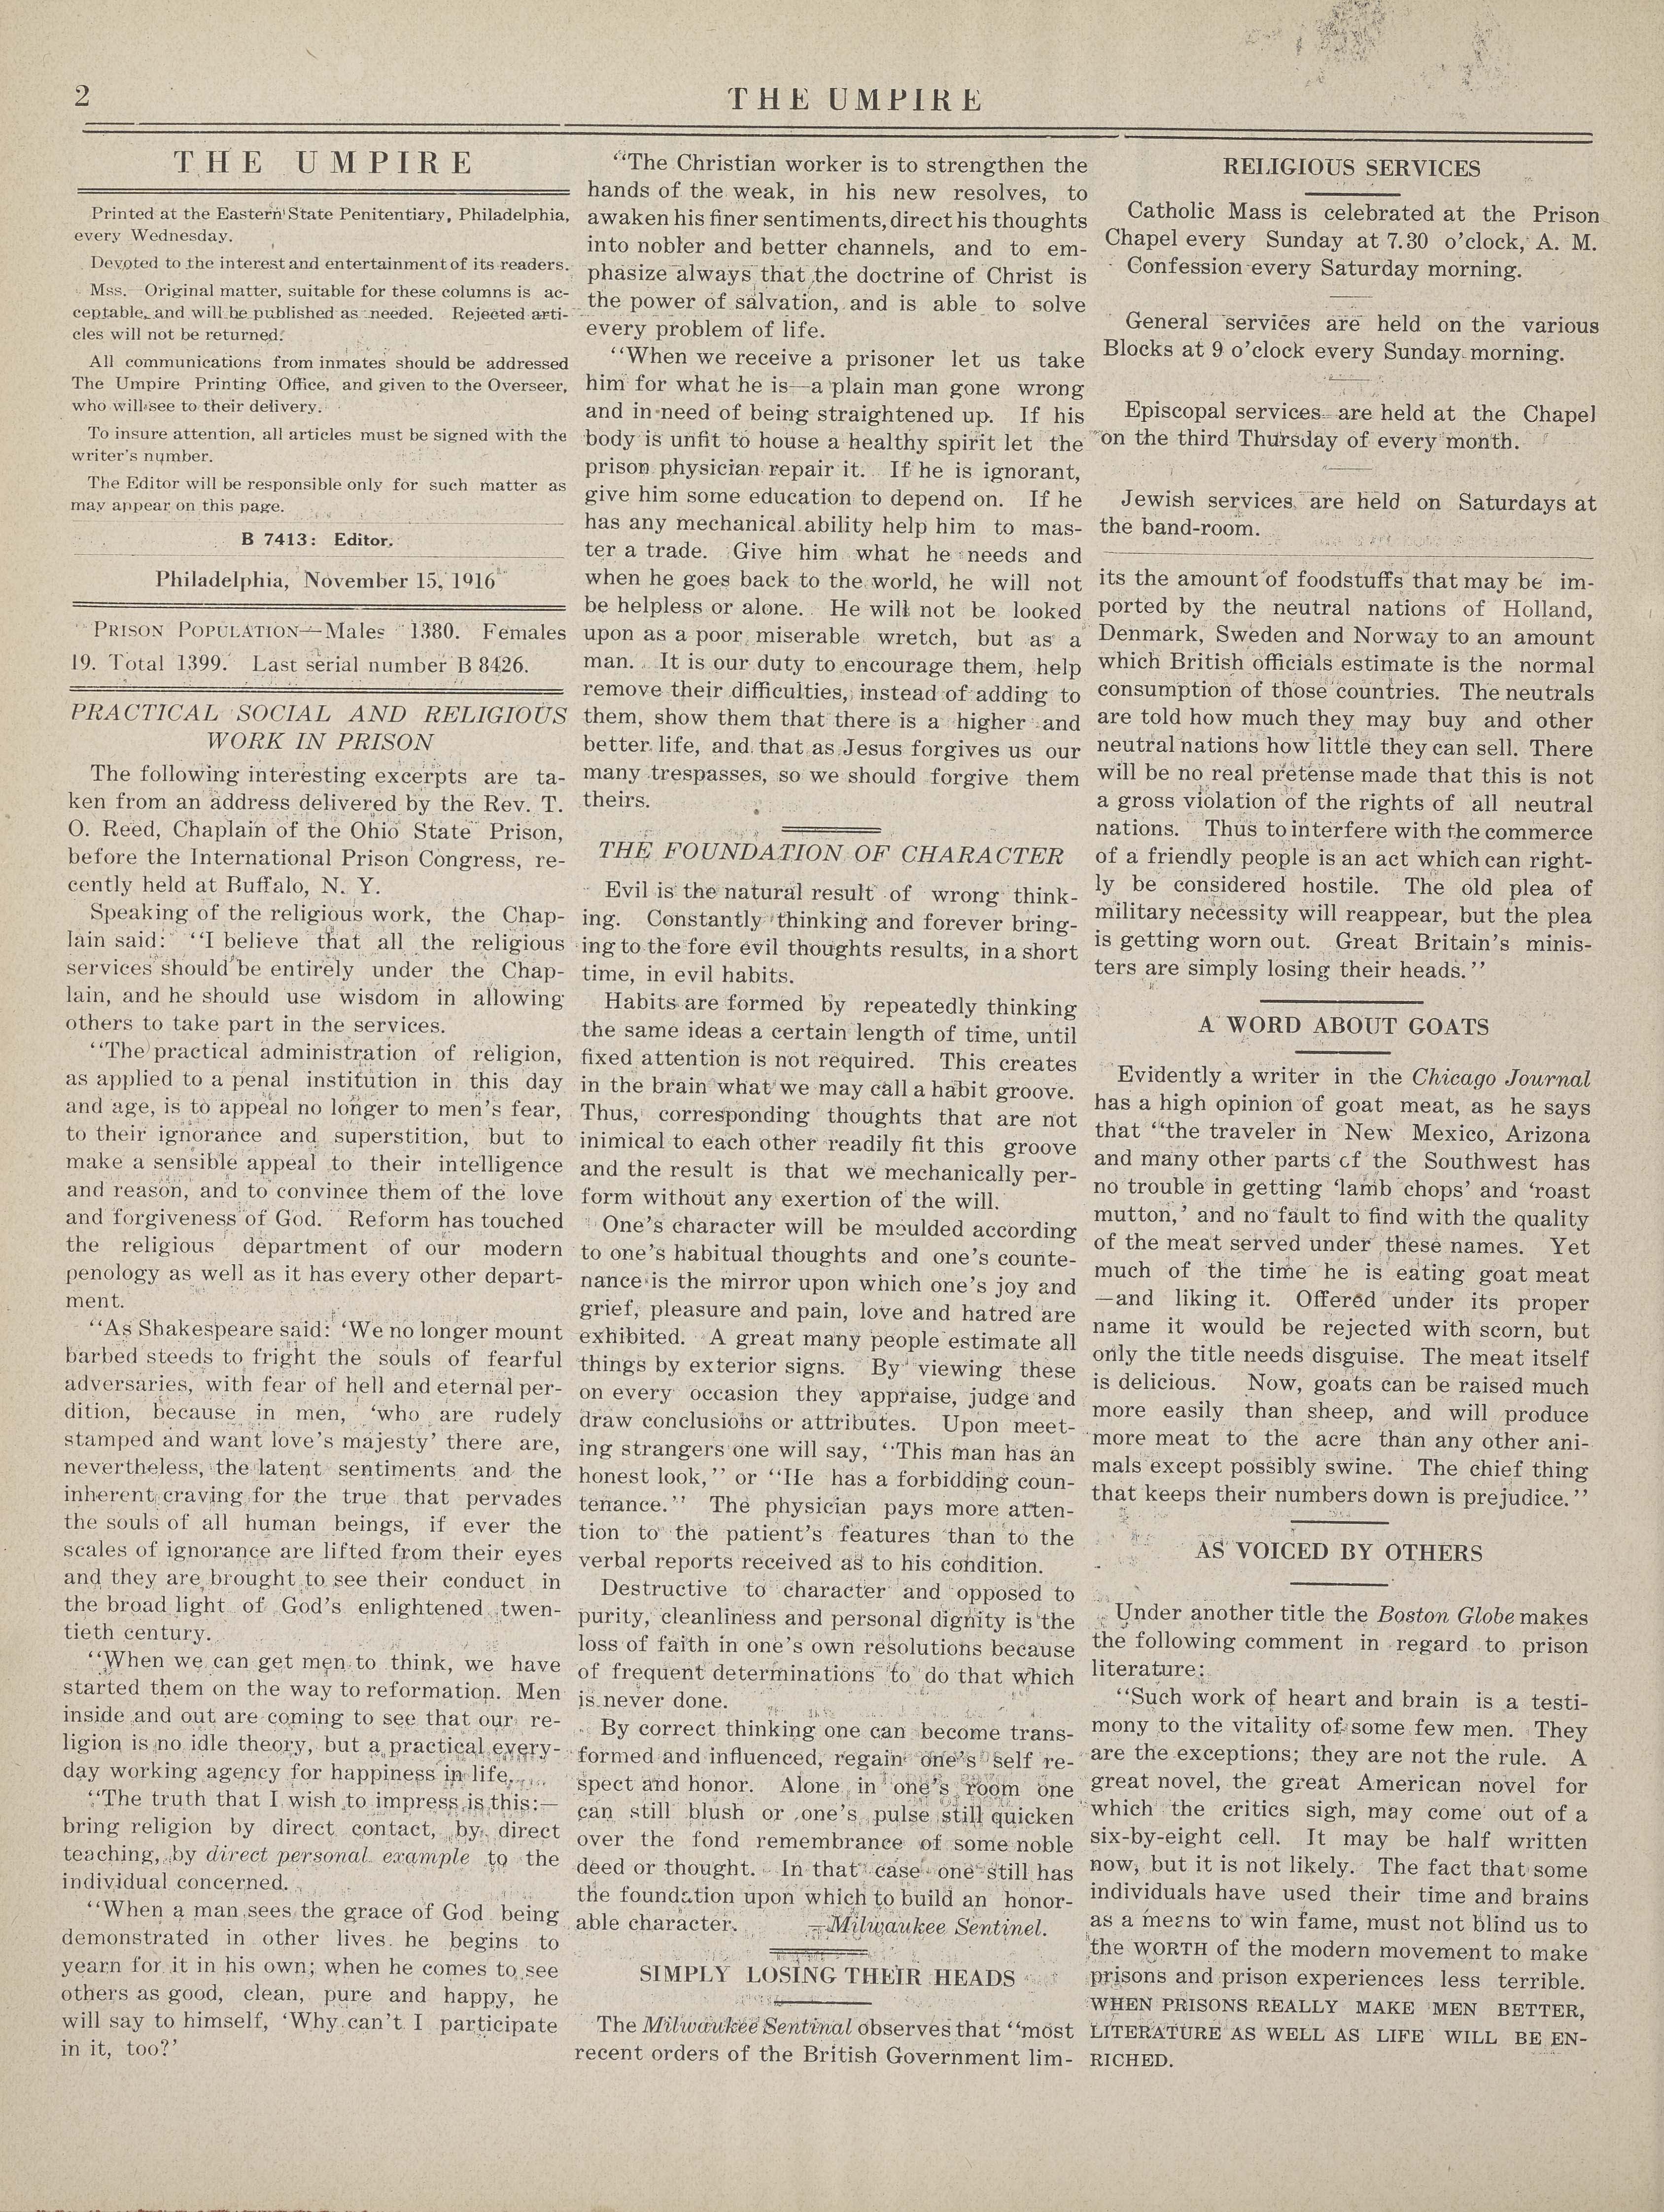 2
THE UMPIRE
THE UMPIRE
Printed at the Eastern State Penitentiary, Philadelphia,
every Wednesday.
Devoted to the interest and entertainment of its readers.
Mss. Original matter, suitable for these columns is ac-
ceptable, and will be published as needed. Rejected arti-
cles will not be returned.
All communications from inmates should be addressed
The Umpire Printing Office, and given to the Overseer,
who will see to their delivery.
To insure attention, all articles must be signed with the
writer's number.
The Editor will be responsible only for such matter as
may appear on this page.
B 7413: Editor.
Philadelphia, November 15, 1916
PRISON POPULATION—Males 1380. Females
19. Total 1399. Last serial number B 8426.
PRACTICAL SOCIAL AND RELIGIOUS
WORK IN PRISON
The following interesting excerpts are ta-
ken from an address delivered by the Rev. T.
O. Reed, Chaplain of the Ohio State Prison,
before the International Prison Congress, re-
cently held at Buffalo, N. Y.
Speaking of the religious work, the Chap-
lain said: "I believe that all the religious
services should be entirely under the Chap-
lain, and he should use wisdom in allowing
others to take part in the services.
"The practical administration of religion,
as applied to a penal institution in this day
and age, is to appeal no longer to men's fear,
to their ignorance and superstition, but to
make a sensible appeal to their intelligence
and reason, and to convince them of the love
and forgiveness of God. Reform has touched
the religious department of our modern
penology as well as it has every other depart-
ment.
"As Shakespeare said: 'We no longer mount
barbed steeds to fright the souls of fearful
adversaries, with fear of hell and eternal per-
dition, because in men, 'who are rudely
stamped and want love's majesty' there are,
nevertheless, the latent sentiments and the
inherent craving for the true that pervades
the souls of all human beings, if ever the
scales of ignorance are lifted from their eyes
and they are brought to see their conduct in
the broad light of God's enlightened twen-
tieth century.
"When we can get men to think, we have
started them on the way to reformation. Men
inside and out are coming to see that our re-
ligion is no idle theory, but a practical every-
day working agency for happiness in life.
"The truth that I wish to impress is this:—
bring religion by direct contact, by direct
teaching, by direct personal example to the
individual concerned.
"When a man sees the grace of God being
demonstrated in other lives he begins to
yearn for it in his own; when he comes to see
others as good, clean, pure and happy, he
will say to himself, 'Why can't I participate
in it, too?'
"The Christian worker is to strengthen the
hands of the weak, in his new resolves, to
awaken his finer sentiments, direct his thoughts
into nobler and better channels, and to em-
phasize always that the doctrine of Christ is
the power of salvation, and is able to solve
every problem of life.
"When we receive a prisoner let us take
him for what he is—a plain man gone wrong
and in need of being straightened up. If his
body is unfit to house a healthy spirit let the
prison physician repair it. If he is ignorant,
give him some education to depend on. If he
has any mechanical ability help him to mas-
ter a trade. Give him what he needs and
when he goes back to the world, he will not
be helpless or alone. He will not be looked
upon as a poor miserable wretch, but as a
man. It is our duty to encourage them, help
remove their difficulties, instead of adding to
them, show them that there is a higher and
better life, and that as Jesus forgives us our
many trespasses, so we should forgive them
theirs.
THE FOUNDATION OF CHARACTER
Evil is the natural result of wrong think-
ing. Constantly thinking and forever bring-
ing to the fore evil thoughts results, in a short
time, in evil habits.
Habits are formed by repeatedly thinking
the same ideas a certain length of time, until
fixed attention is not required. This creates
in the brain what we may call a habit groove.
Thus, corresponding thoughts that are not
inimical to each other readily fit this groove
and the result is that we mechanically per-
form without any exertion of the will.
One's character will be moulded according
to one's habitual thoughts and one's counte-
nance is the mirror upon which one's joy and
grief, pleasure and pain, love and hatred are
exhibited. A great many people estimate all
things by exterior signs. By viewing these
on every occasion they appraise, judge and
draw conclusions or attributes. Upon meet-
ing strangers one will say, "This man has an
honest look," or "He has a forbidding coun-
tenance." The physician pays more atten-
tion to the patient's features than to the
verbal reports received as to his condition.
Destructive to character and opposed to
purity, cleanliness and personal dignity is the
loss of faith in one's own resolutions because
of frequent determinations to do that which
is never done.
By correct thinking one can become trans-
formed and influenced, regain one's self re-
spect and honor. Alone in one's room one
can still blush or one's pulse still quicken
over the fond remembrance of some noble
deed or thought. In that case one still has
the foundation upon which to build an honor-
able character. —Milwaukee Sentinel.
SIMPLY LOSING THEIR HEADS
The Milwaukee Sentinal observes that "most
recent orders of the British Government lim-
RELIGIOUS SERVICES
Catholic Mass is celebrated at the Prison
Chapel every Sunday at 7.30 o'clock, A. M.
Confession every Saturday morning.
General services are held on the various
Blocks at 9 o'clock every Sunday morning.
Episcopal services are held at the Chapel
on the third Thursday of every month.
Jewish services are held on Saturdays at
the band-room.
its the amount of foodstuffs that may be im-
ported by the neutral nations of Holland,
Denmark, Sweden and Norway to an amount
which British officials estimate is the normal
consumption of those countries. The neutrals
are told how much they may buy and other
neutral nations how little they can sell. There
will be no real pretense made that this is not
a gross violation of the rights of all neutral
nations. Thus to interfere with the commerce
of a friendly people is an act which can right-
ly be considered hostile. The old plea of
military necessity will reappear, but the plea
is getting worn out. Great Britain's minis-
ters are simply losing their heads."
A WORD ABOUT GOATS
Evidently a writer in the Chicago Journal
has a high opinion of goat meat, as he says
that "the traveler in New Mexico, Arizona
and many other parts of the Southwest has
no trouble in getting 'lamb chops' and 'roast
mutton,' and no fault to find with the quality
of the meat served under these names. Yet
much of the time he is eating goat meat
—and liking it. Offered under its proper
name it would be rejected with scorn, but
only the title needs disguise. The meat itself
is delicious. Now, goats can be raised much
more easily than sheep, and will produce
more meat to the acre than any other ani-
mals except possibly swine. The chief thing
that keeps their numbers down is prejudice."
AS VOICED BY OTHERS
Under another title the Boston Globe makes
the following comment in regard to prison
literature:
"Such work of heart and brain is a testi-
mony to the vitality of some few men. They
are the exceptions; they are not the rule. A
great novel, the great American novel for
which the critics sigh, may come out of a
six-by-eight cell. It may be half written
now, but it is not likely. The fact that some
individuals have used their time and brains
as a means to win fame, must not blind us to
the WORTH of the modern movement to make
prisons and prison experiences less terrible.
WHEN PRISONS REALLY MAKE MEN BETTER,
LITERATURE AS WELL AS LIFE WILL BE EN-
RICHED.